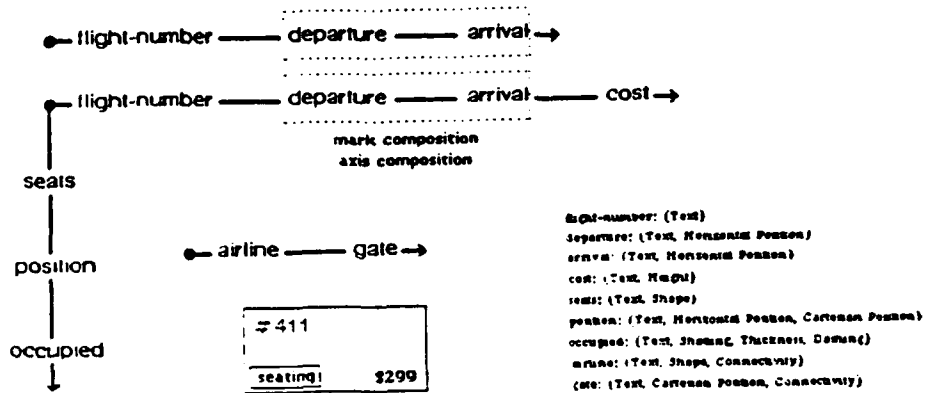 flight-number departure arrival
flight-number departure arrival cost
mark composition
axis composition
seats
position
occupied
airline gate
#411
seating! $299
flight-number: (Text)
departure: (Text, Horizontal Position)
arrival: (Text, Horizontal Position)
cost: (Text, Height)
seats: (Text, Shape)
position: (Text, Horizontal Position, Cartesian Position)
occupied: (Text, Shading, Thickness, Dashing)
airline: (Text, Shape, Connectivity)
gate: (Text, Cartesian Position, Connectivity)